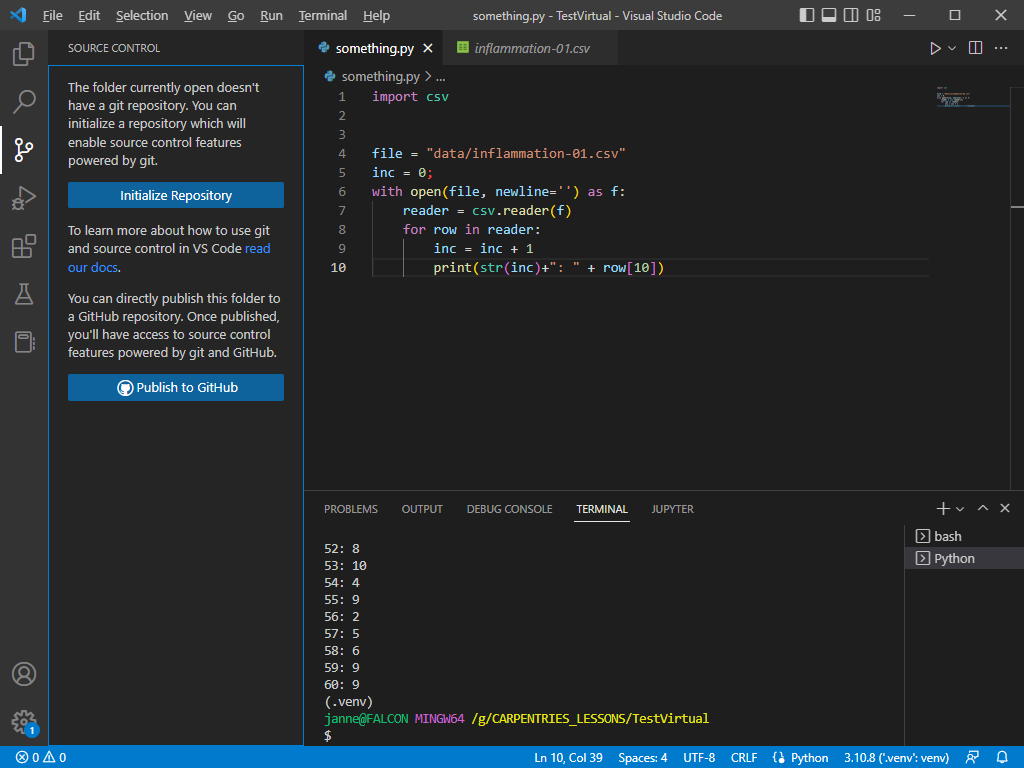 File Edit Selection View Go Run Terminal Help something.py - TestVirtual - Visual Studio Code
SOURCE CONTROL
The folder currently open doesn't
have a git repository. You can
initialize a repository which will
enable source control features
powered by git.
Initialize Repository
To learn more about how to use git
and source control in VS Code read
our docs.
You can directly publish this folder to
a GitHub repository. Once published,
you'll have access to source control
features powered by git and GitHub.
Publish to GitHub
1
something.py inflammation-01.csv
something.py > ...
1 import csv
2
3
4 file = "data/inflammation-01.csv"
5 inc = 0;
6 with open(file, newline='') as f:
7 reader = csv.reader(f)
8 for row in reader:
9 inc = inc + 1
10 print(str(inc)+": " + row[10])
PROBLEMS OUTPUT DEBUG CONSOLE TERMINAL JUPYTER
52: 8
53: 10
54: 4
55: 9
56: 2
57: 5
58: 6
59: 9
60: 9
(.venv)
janne@FALCON MINGW64 /g/CARPENTRIES_LESSONS/TestVirtual
$
bash
Python
0 0 Ln 10, Col 39 Spaces: 4 UTF-8 CRLF Python 3.10.8 ('.venv': venv)